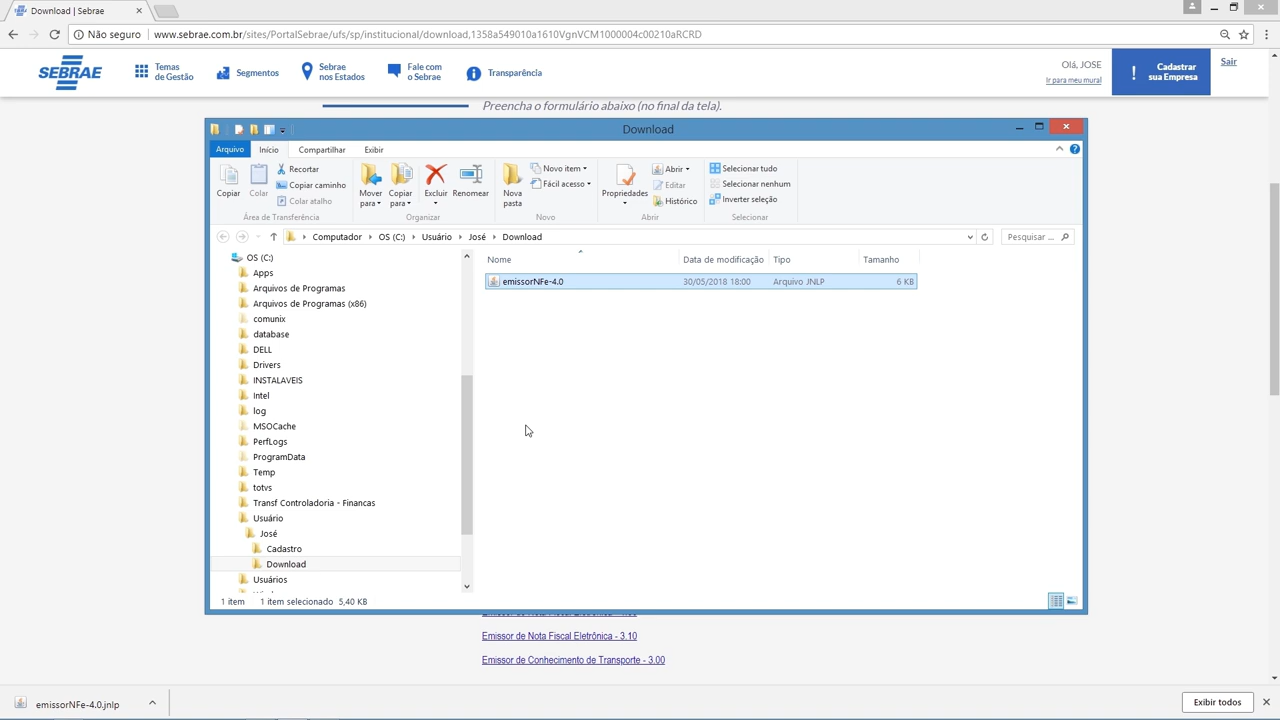 Download | Sebrae
Não seguro
www.sebrae.com.br/sites/PortalSebrae/ufs/sp/institucional/download,1358a549010a1610VgnVCM1000004c00210aRCRD
SEBRAE
Temas
de Gestão
Segmentos
Sebrae
nos Estados
Fale com
o Sebrae
Transparência
Olá, JOSE
Ir para meu mural
!
Cadastrar
sua Empresa
Sair
Preencha o formulário abaixo (no final da tela).
Download
Arquivo
Início
Compartilhar
Exibir
Copiar
Colar
Recortar
Copiar caminho
Colar atalho
Área de Transferência
Mover
para
Copiar
para
Excluir
Renomear
Organizar
Nova
pasta
Novo item
Fácil acesso
Novo
Propriedades
Abrir
Editar
Histórico
Abrir
Selecionar tudo
Selecionar nenhum
Inverter seleção
Selecionar
Computador
OS (C:)
Usuário
José
Download
Pesquisar ...
OS (C:)
Apps
Arquivos de Programas
Arquivos de Programas (x86)
comunix
database
DELL
Drivers
INSTALAVEIS
Intel
log
MSOCache
PerfLogs
ProgramData
Temp
totvs
Transf Controladoria - Financas
Usuário
José
Cadastro
Download
Usuários
Nome
Data de modificação
Tipo
Tamanho
emissorNFe-4.0
30/05/2018 18:00
Arquivo JNLP
6 KB
1 item
1 item selecionado
5,40 KB
Emissor de Nota Fiscal Eletrônica - 3.10
Emissor de Conhecimento de Transporte - 3.00
emissorNFe-4.0.jnlp
Exibir todos